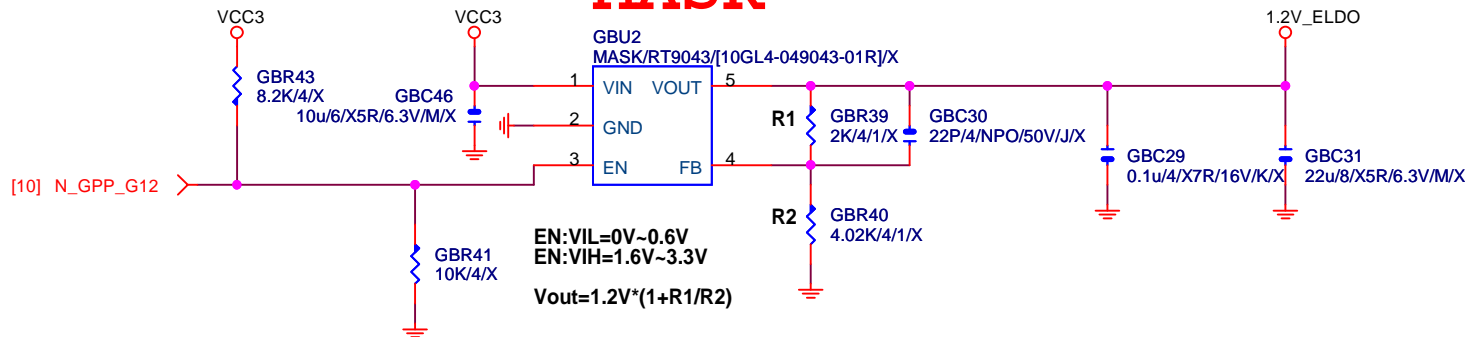 MASK
VCC3
VCC3
1.2V_ELDO
GBU2
MASK/RT9043/[10GL4-049043-01R]/X
GBR43
8.2K/4/X
GBC46
10u/6/X5R/6.3V/M/X
1
VIN
VOUT
5
2
GND
3
EN
FB
4
R1
GBR39
2K/4/1/X
GBC30
22P/4/NPO/50V/J/X
GBC29
0.1u/4/X7R/16V/K/X
GBC31
22u/8/X5R/6.3V/M/X
[10] N_GPP_G12
R2
GBR40
4.02K/4/1/X
GBR41
10K/4/X
EN:VIL=0V~0.6V
EN:VIH=1.6V~3.3V
Vout=1.2V*(1+R1/R2)